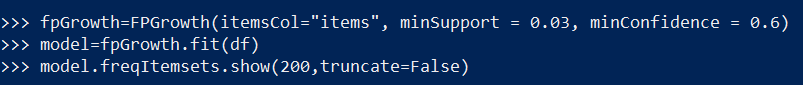 >>> fpGrowth=FPGrowth(itemsCol="items", minSupport = 0.03, minConfidence = 0.6)
>>> model=fpGrowth.fit(df)
>>> model.freqItemsets.show(200,truncate=False)